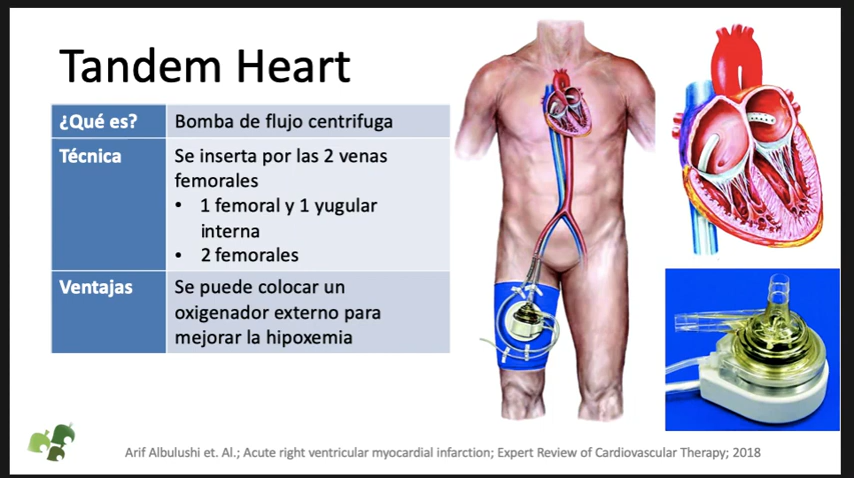 Tandem Heart
¿Qué es?
Bomba de flujo centrifuga
Técnica
Se inserta por las 2 venas
femorales
• 1 femoral y 1 yugular
interna
• 2 femorales
Ventajas
Se puede colocar un
oxigenador externo para
mejorar la hipoxemia
Arif Albulushi et. Al.; Acute right ventricular myocardial infarction; Expert Review of Cardiovascular Therapy; 2018